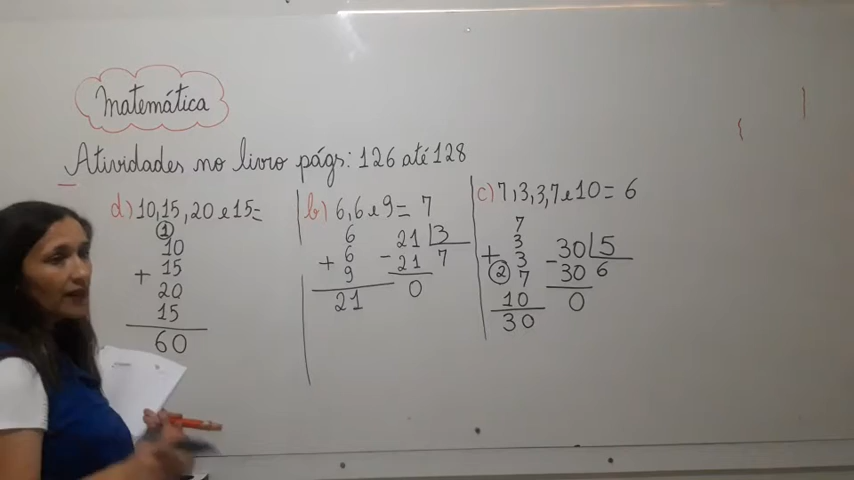 Matemática
Atividades no livro págs: 126 até 128
d) 10, 15, 20 e 15=
1
10
+ 15
20
15
60
b) 6, 6 e 9= 7
6
+ 6
9
21
21 3
- 21 7
0
c) 7, 3, 3, 7 e 10= 6
7
+ 3
3
2 7
10
30
30 5
- 30 6
0